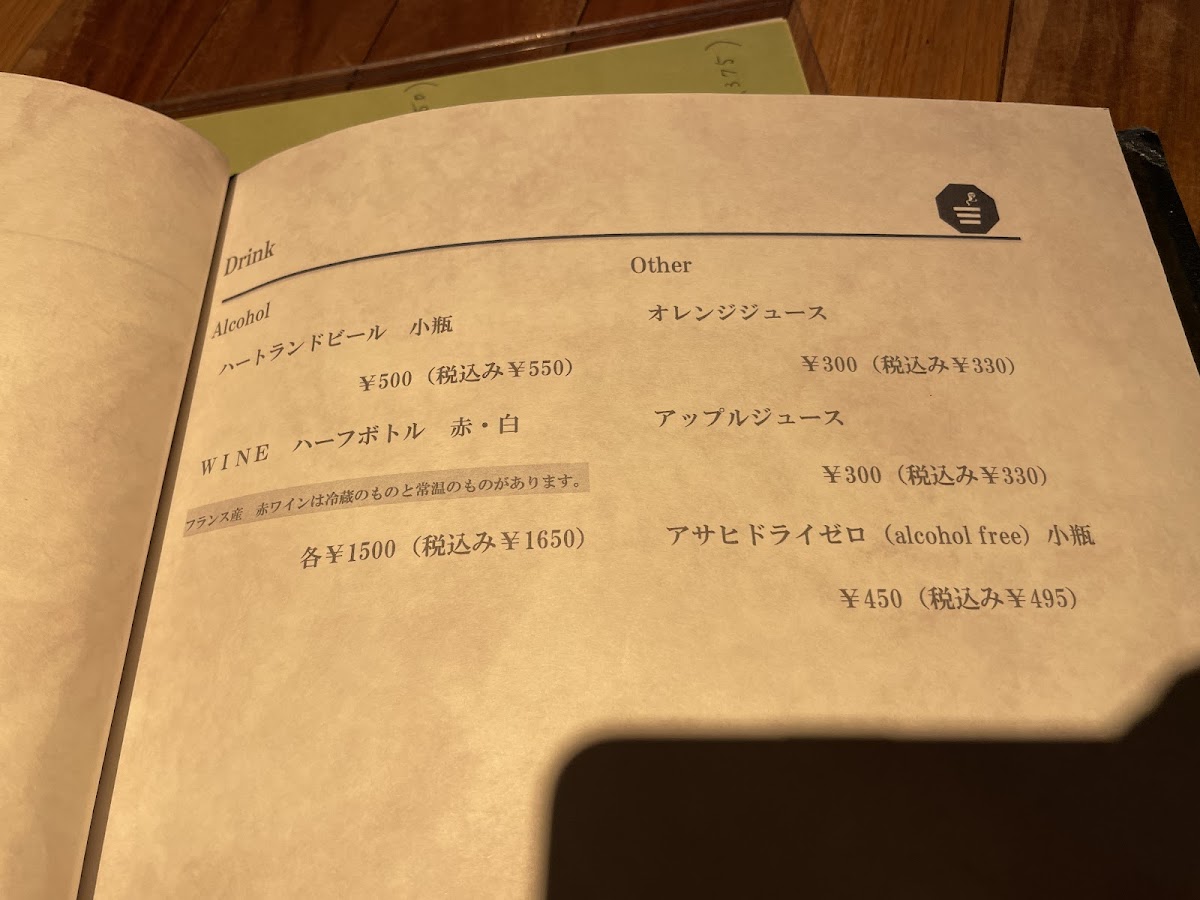 375)
50)
Drink
Alcohol
ハートランドビール 小瓶
¥500（税込み¥550）
WINE ハーフボトル 赤・白
フランス産 赤ワインは冷蔵のものと常温のものがあります。
各¥1500（税込み¥1650）
Other
オレンジジュース
¥300（税込み¥330）
アップルジュース
¥300（税込み¥330）
アサヒドライゼロ（alcohol free）小瓶
¥450（税込み¥495）